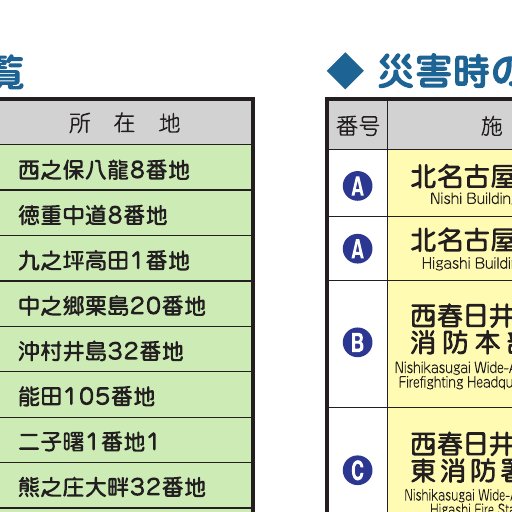 覧
所在地
西之保八龍8番地
徳重中道8番地
九之坪高田1番地
中之郷栗島20番地
沖村井島32番地
能田105番地
二子曙1番地1
熊之庄大畔32番地
◆ 災害時の
番号 施
A 北名古屋
Nishi Building
A 北名古屋
Higashi Buildi
B 西春日井
消防本部
Nishikasugai Wide-A
Firefighting Headqu
C 西春日井
東消防署
Nishikasugai Wide-
Higashi Fire Sta